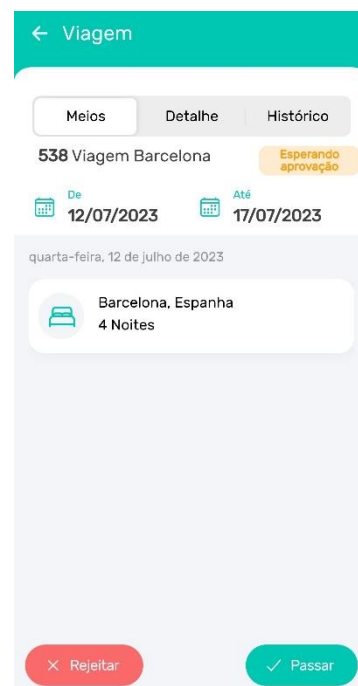 ← Viagem
Meios Detalhe Histórico
538 Viagem Barcelona Esperando
aprovação
De Até
12/07/2023 17/07/2023
quarta-feira, 12 de julho de 2023
Barcelona, Espanha
4 Noites
× Rejeitar ✓ Passar